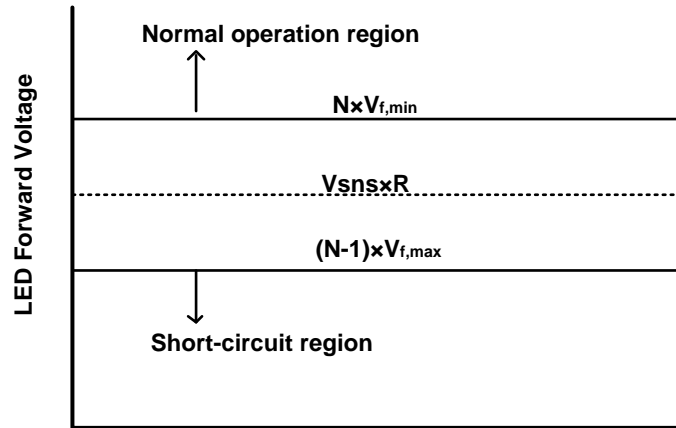 LED Forward Voltage
Normal operation region
N×Vf,min
Vsns×R
(N-1)×Vf,max
Short-circuit region